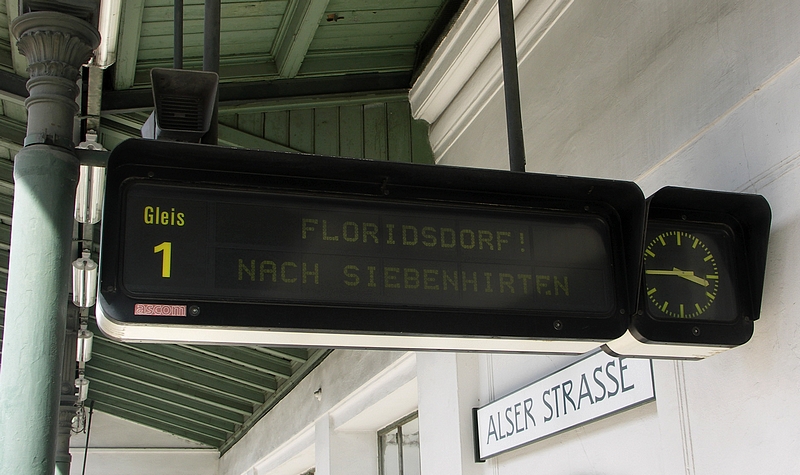 Gleis
1
FLORIDSDORF!
NACH SIEBENHIRTEN
ascom
ALSER STRASSE